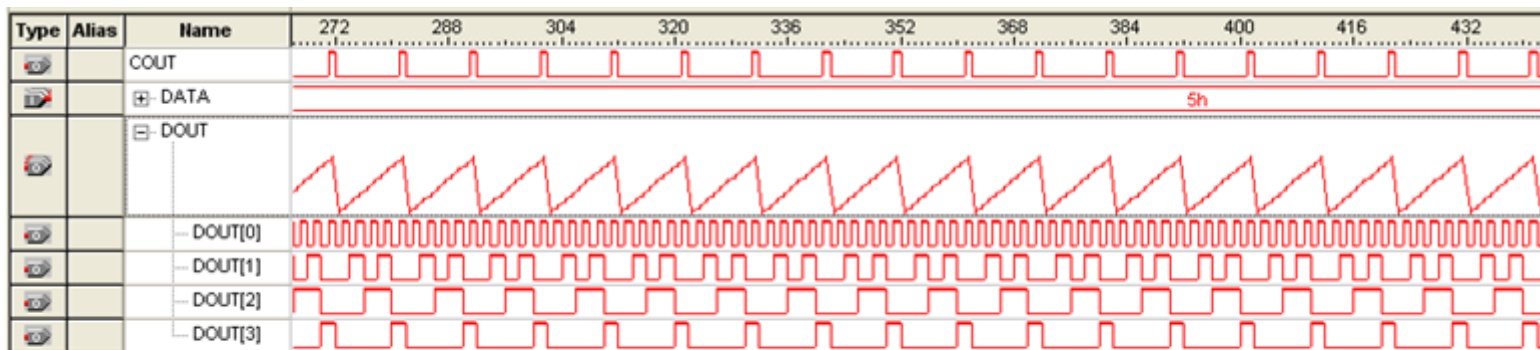 Type Alias Name 272 288 304 320 336 352 368 384 400 416 432
COUT
DATA 5h
DOUT
DOUT[0]
DOUT[1]
DOUT[2]
DOUT[3]